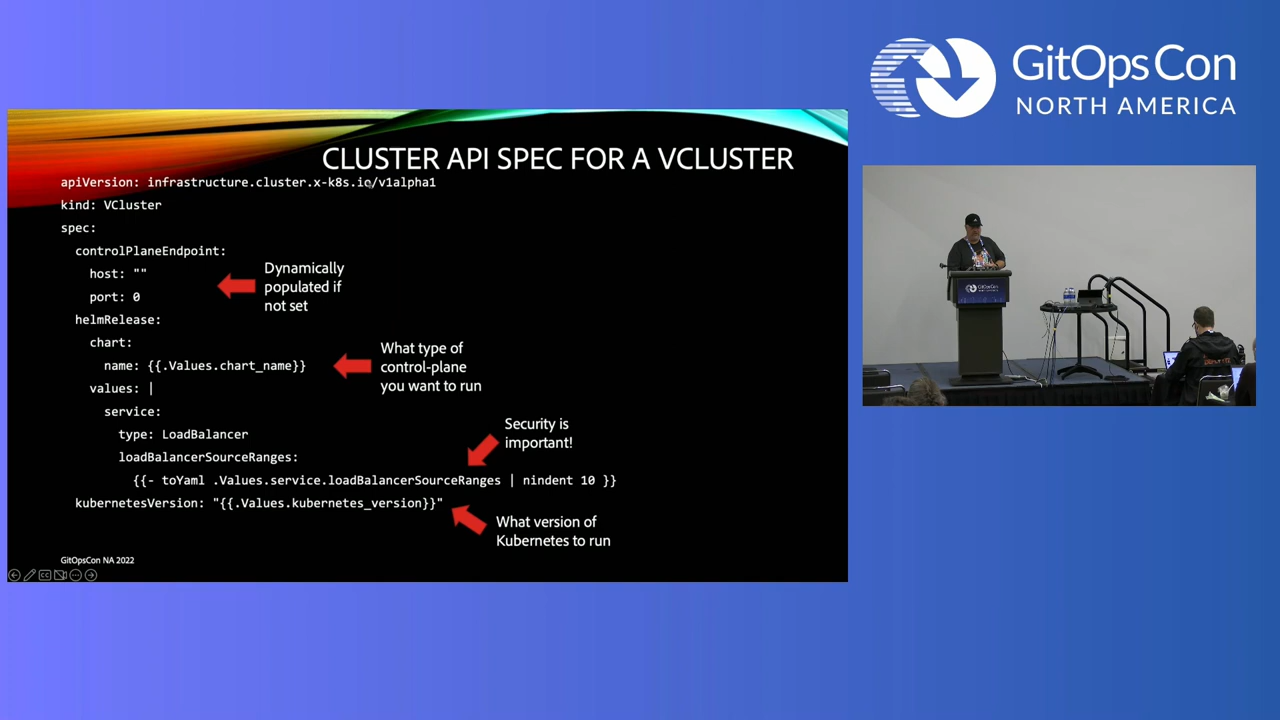 GitOpsCon
NORTH AMERICA
CLUSTER API SPEC FOR A VCLUSTER
apiVersion: infrastructure.cluster.x-k8s.io/v1alpha1
kind: VCluster
spec:
controlPlaneEndpoint:
host: ""
port: 0
Dynamically
populated if
not set
helmRelease:
chart:
name: {{.Values.chart_name}}
What type of
control-plane
you want to run
values: |
service:
type: LoadBalancer
loadBalancerSourceRanges:
{{- toYaml .Values.service.loadBalancerSourceRanges | nindent 10 }}
Security is
important!
kubernetesVersion: "{{.Values.kubernetes_version}}"
What version of
Kubernetes to run
GitOpsCon NA 2022
GitOpsCon